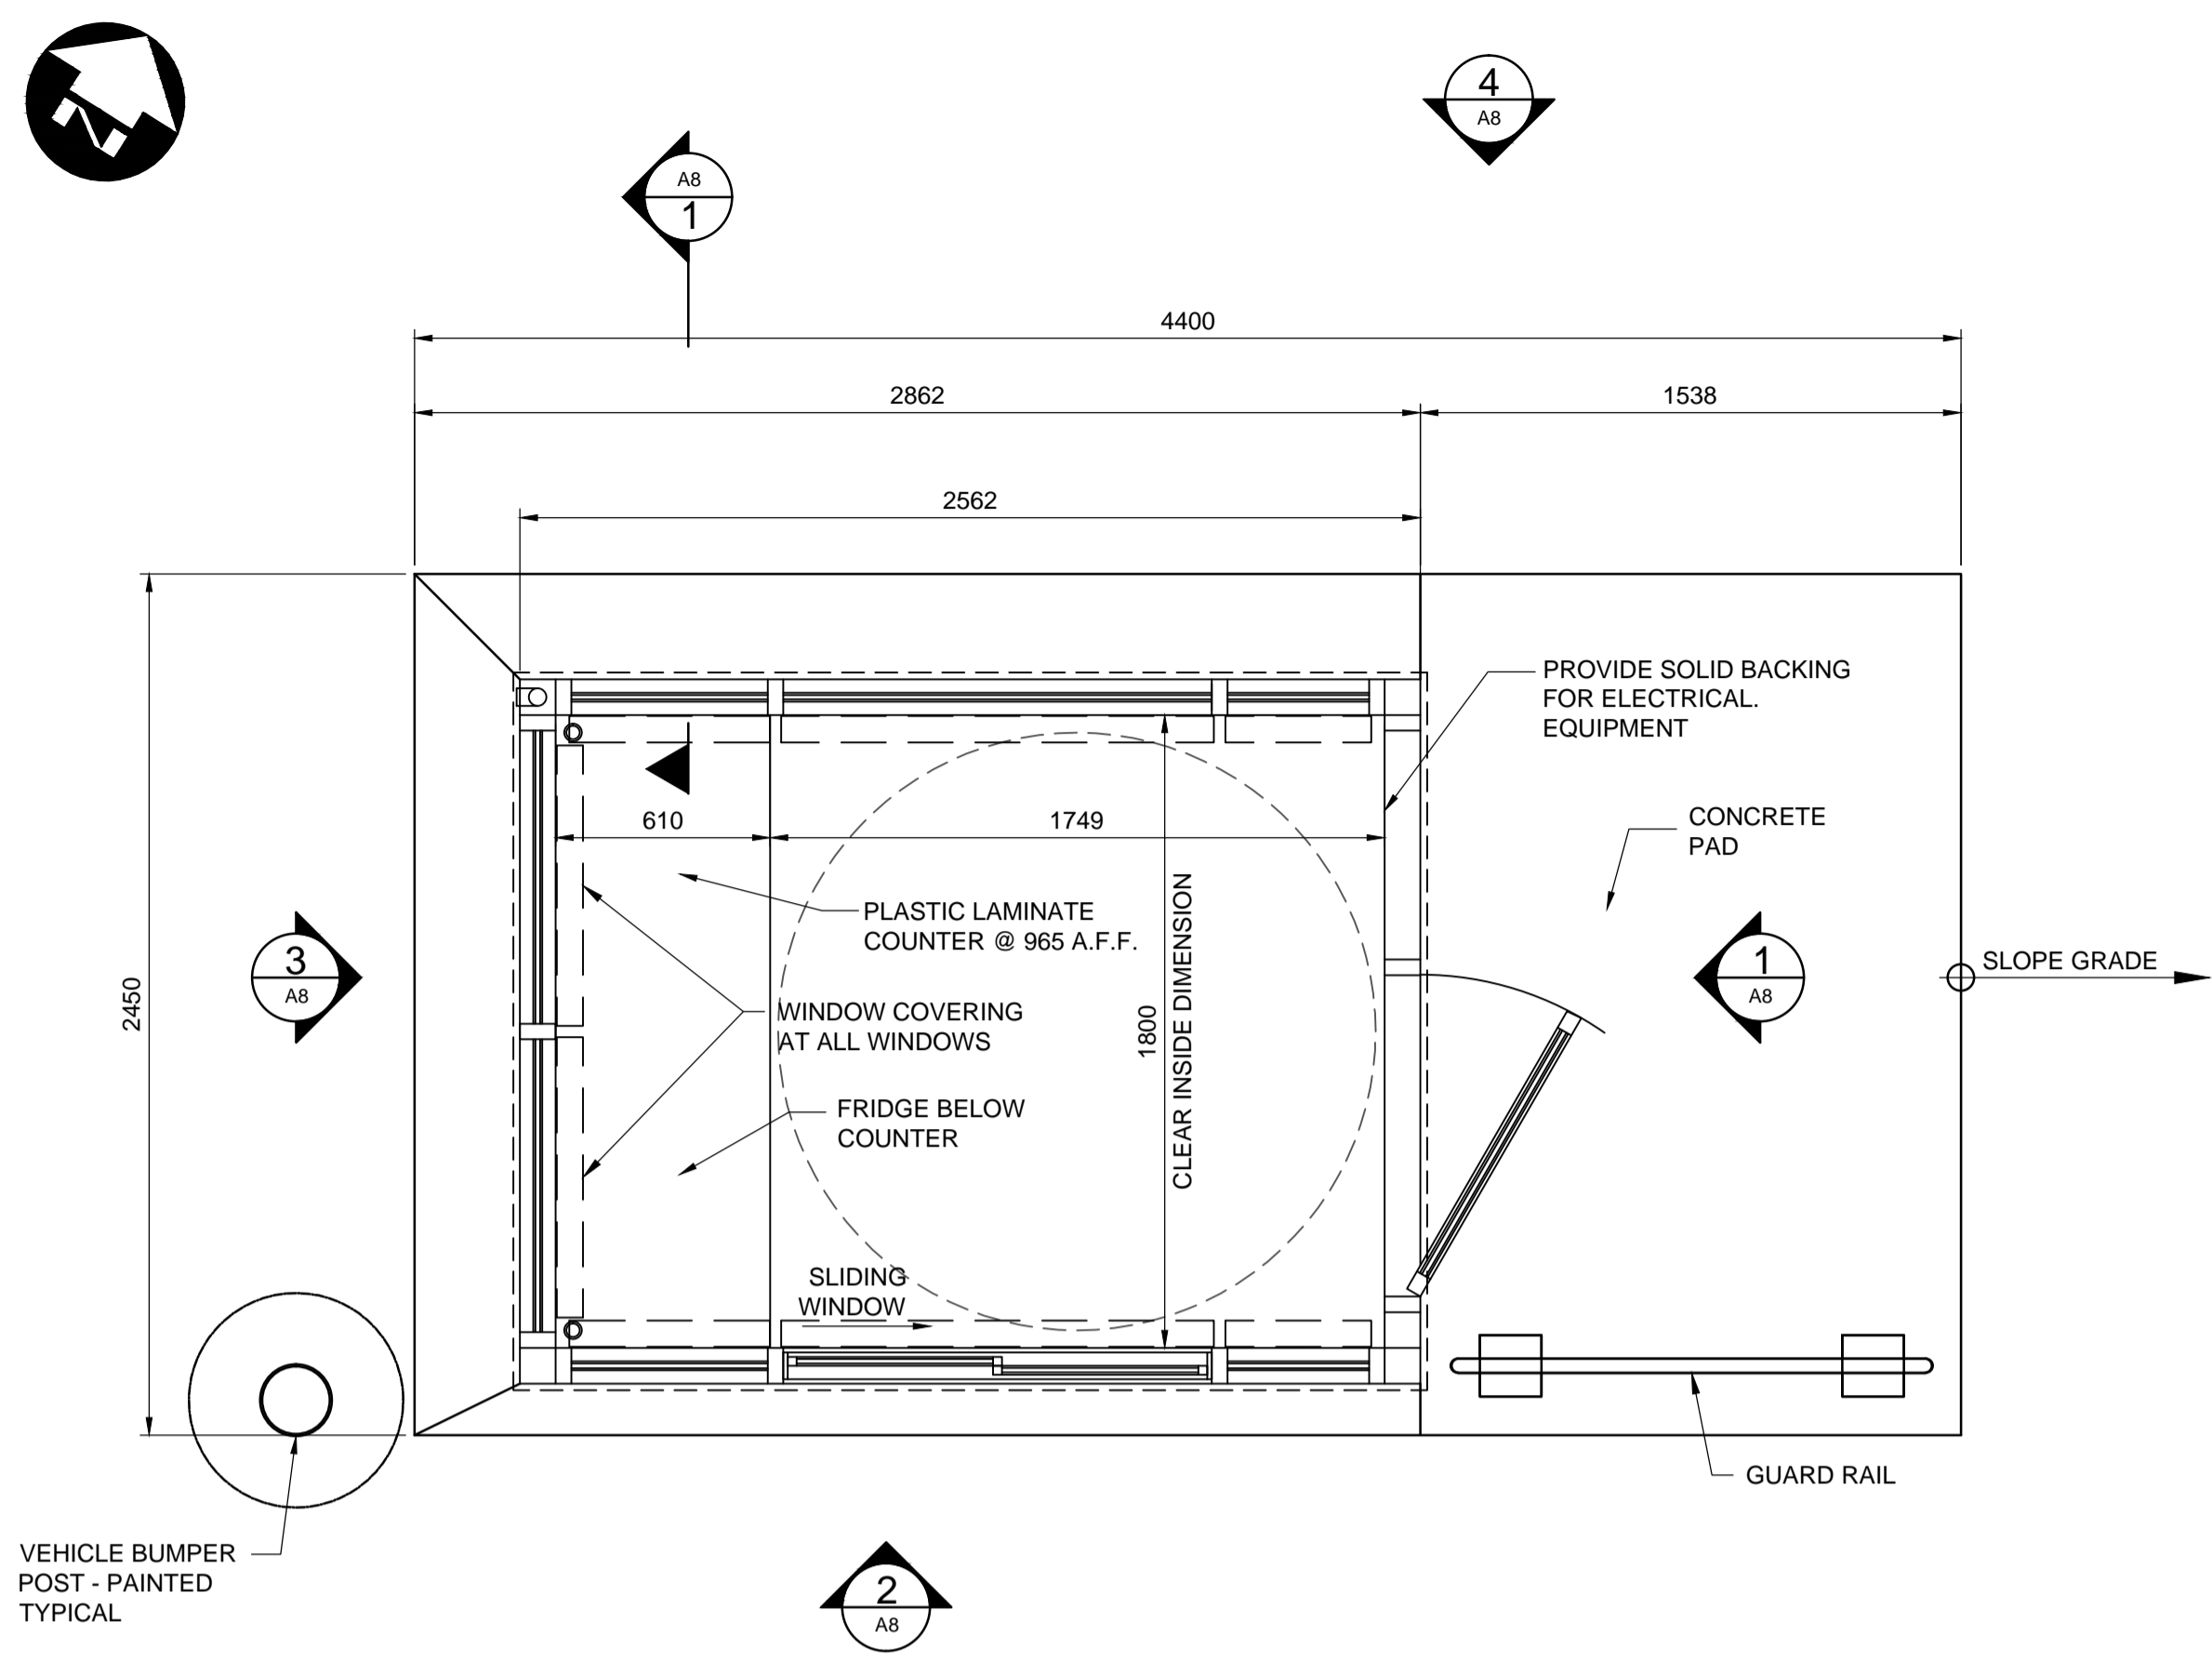 N
4
A8
A8
1
4400
2862
1538
2562
PROVIDE SOLID BACKING
FOR ELECTRICAL.
EQUIPMENT
610
1749
CONCRETE
PAD
PLASTIC LAMINATE
COUNTER @ 965 A.F.F.
3
A8
2450
WINDOW COVERING
AT ALL WINDOWS
1800
CLEAR INSIDE DIMENSION
1
A8
SLOPE GRADE
FRIDGE BELOW
COUNTER
SLIDING
WINDOW
GUARD RAIL
VEHICLE BUMPER
POST - PAINTED
TYPICAL
2
A8